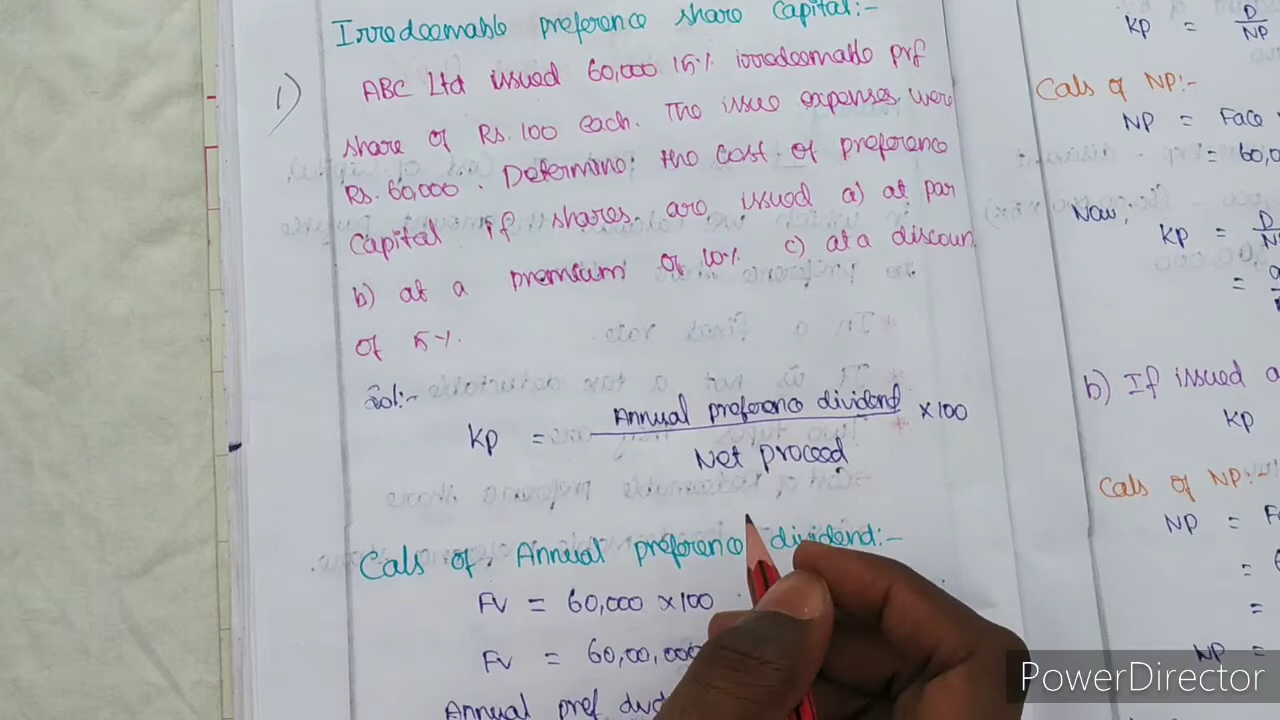 Irredeemable preference share capital:-
1) ABC Ltd issued 60,000 15% irredeemable prf
share of Rs.100 each. The issue expenses were
Rs. 60,000. Determine the cost of preference
Capital if shares are issued a) at par
b) at a premium of 10% c) at a discoun
of 5%.
Sol:-
Kp = Annual preference dividend × 100
Net proceed
Cals of Annual preference dividend:-
FV = 60,000 × 100
FV = 60,00,000
Annual pref
Kp = D
NP
Cals of NP:-
NP = Face
= 60,0
Now,
Kp = D
=
b) If issued a
Kp
Cals of NP:-
NP =
=
=
NP =
PowerDirector